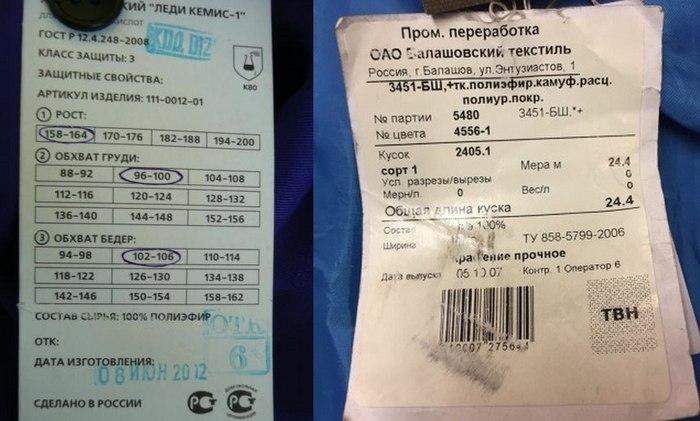 КИЙ "ЛЕДИ КЕМИС-1"
КИСЛОТ
ГОСТ Р 12.4.248-2008
КЛАСС ЗАЩИТЫ: 3
ЗАЩИТНЫЕ СВОЙСТВА:
К80
АРТИКУЛ ИЗДЕЛИЯ: 111-0012-01
1 РОСТ:
158-164 170-176 182-188 194-200
2 ОБХВАТ ГРУДИ:
88-92 96-100 104-108
112-116 120-124 128-132
136-140 144-148 152-156
3 ОБХВАТ БЕДЕР:
94-98 102-106 110-114
118-122 126-130 134-138
142-146 150-154 158-162
СОСТАВ СЫРЬЯ: 100% ПОЛИЭФИР
ОТК
6
ОТК:
ДАТА ИЗГОТОВЛЕНИЯ:
08 ИЮН 2012
СДЕЛАНО В РОССИИ
Пром. переработка
ОАО Балашовский текстиль
Россия, г.Балашов, ул.Энтузиастов, 1
3451-БШ,+тк.полиэфир.камуф.расц.
полиур.покр.
№ партии 5480 3451-БШ,*+
№ цвета 4556-1
Кусок 2405.1
сорт 1 Мера м 24.4
Усл. разрезы/вырезы 0
Мерн/л. 0 Вес/л 0
Общая длина куска 24.4
Состав 100%
Ширина ТУ 858-5799-2006
Крашение прочное
Дата выпуска 05.10.07 Контр. 1 Оператор 6
ТВН